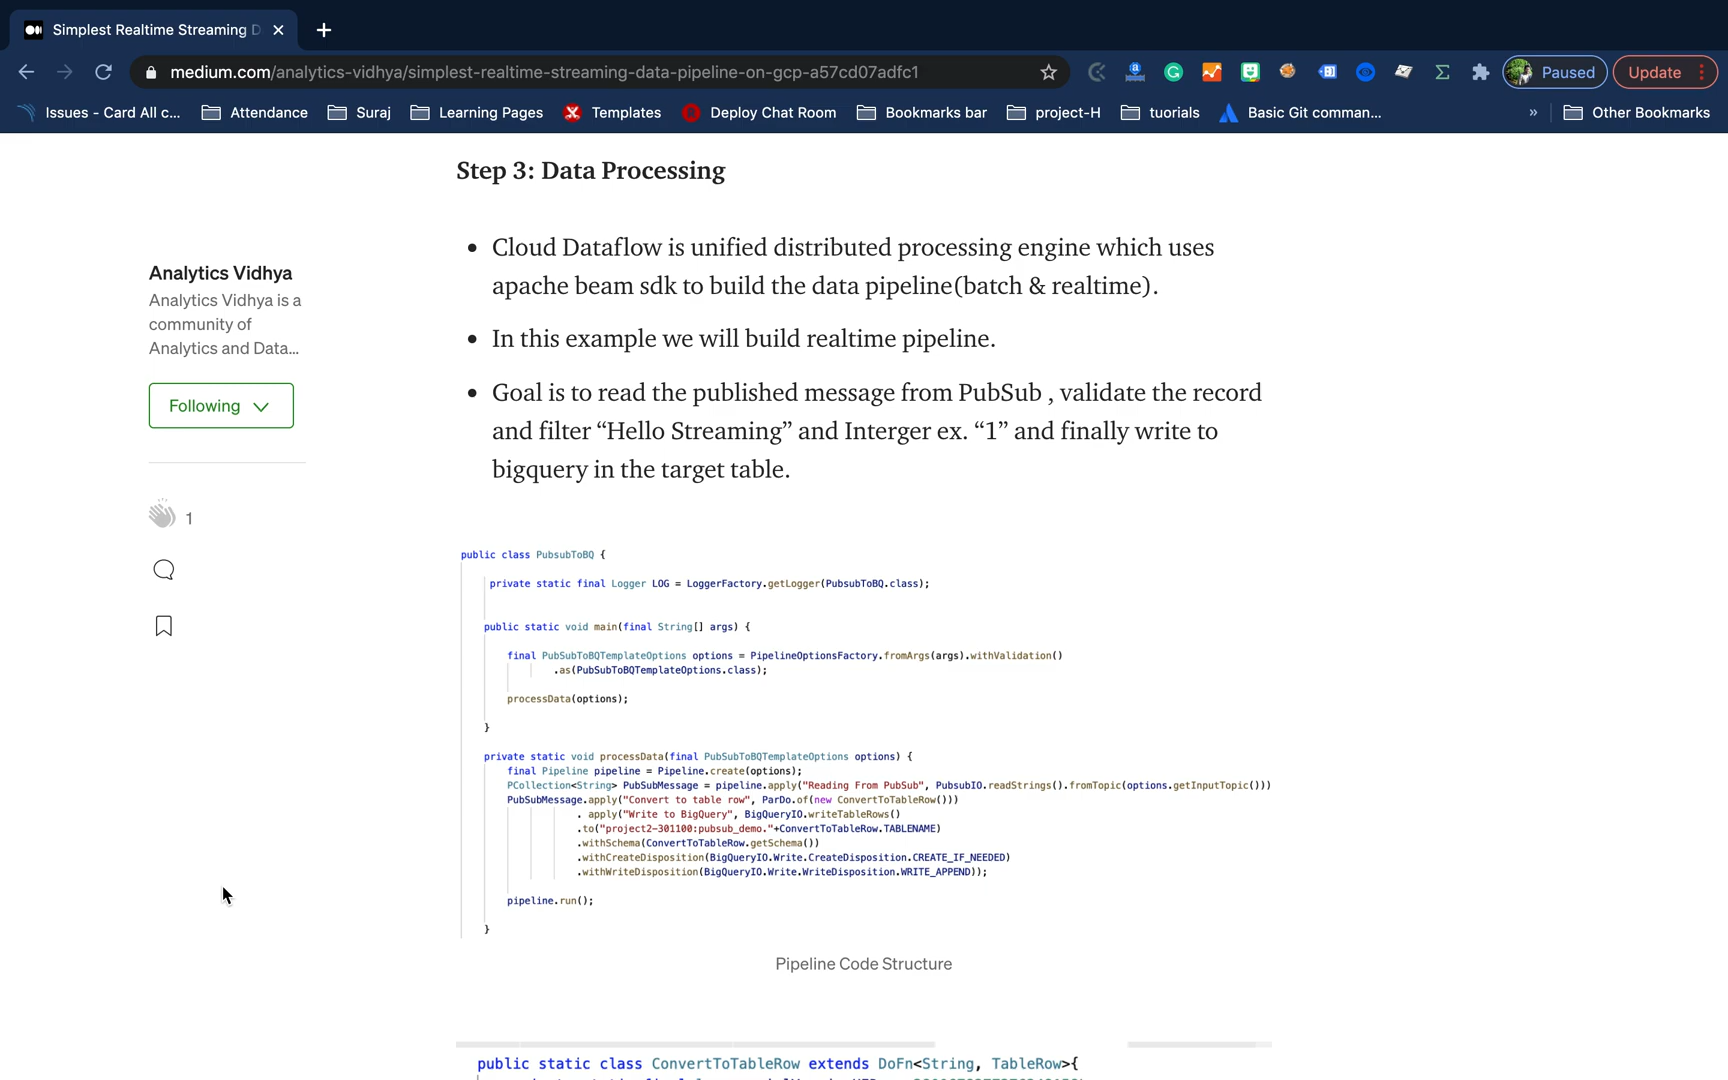 Simplest Realtime Streaming D
medium.com/analytics-vidhya/simplest-realtime-streaming-data-pipeline-on-gcp-a57cd07adfc1
Paused
Update
Issues - Card All c...
Attendance
Suraj
Learning Pages
Templates
Deploy Chat Room
Bookmarks bar
project-H
tuorials
Basic Git comman...
»
Other Bookmarks
Step 3: Data Processing
• Cloud Dataflow is unified distributed processing engine which uses
apache beam sdk to build the data pipeline(batch & realtime).
• In this example we will build realtime pipeline.
• Goal is to read the published message from PubSub , validate the record
and filter “Hello Streaming” and Interger ex. “1” and finally write to
bigquery in the target table.
Analytics Vidhya
Analytics Vidhya is a
community of
Analytics and Data...
Following
1
public class PubsubToBQ {
private static final Logger LOG = LoggerFactory.getLogger(PubsubToBQ.class);
public static void main(final String[] args) {
final PubSubToBQTemplateOptions options = PipelineOptionsFactory.fromArgs(args).withValidation()
.as(PubSubToBQTemplateOptions.class);
processData(options);
}
private static void processData(final PubSubToBQTemplateOptions options) {
final Pipeline pipeline = Pipeline.create(options);
PCollection<String> PubSubMessage = pipeline.apply("Reading From PubSub", PubsubIO.readStrings().fromTopic(options.getInputTopic()))
PubSubMessage.apply("Convert to table row", ParDo.of(new ConvertToTableRow()))
. apply("Write to BigQuery", BigQueryIO.writeTableRows()
.to("project2-301100:pubsub_demo."+ConvertToTableRow.TABLENAME)
.withSchema(ConvertToTableRow.getSchema())
.withCreateDisposition(BigQueryIO.Write.CreateDisposition.CREATE_IF_NEEDED)
.withWriteDisposition(BigQueryIO.Write.WriteDisposition.WRITE_APPEND));
pipeline.run();
}
Pipeline Code Structure
public static class ConvertToTableRow extends DoFn<String, TableRow>{